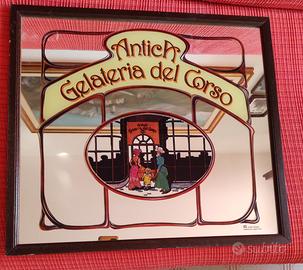 Antica
Gelateria del Corso
subito